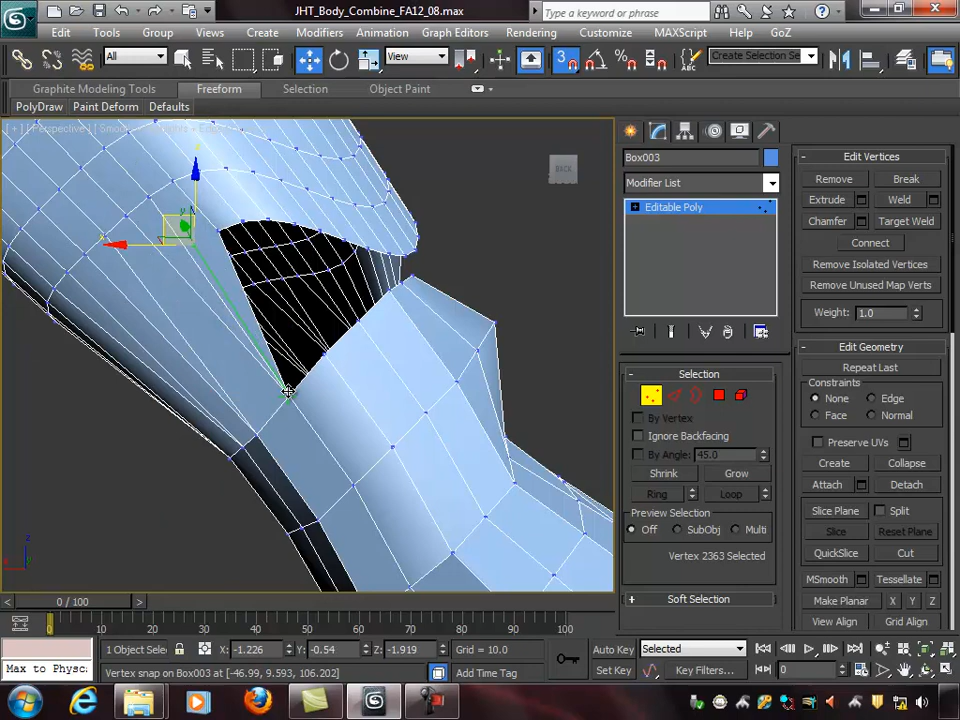 JHT_Body_Combine_FA12_08.max
Type a keyword or phrase
File Edit Tools Group Views Create Modifiers Animation Graph Editors Rendering Customize MAXScript Help GoZ
All
View
3
Create Selection Se
Graphite Modeling Tools Freeform Selection Object Paint
PolyDraw Paint Deform Defaults
[ + ] [ Perspective ]
BACK
Box003
Modifier List
Editable Poly
Selection
By Vertex
Ignore Backfacing
By Angle: 45.0
Shrink Grow
Ring Loop
Preview Selection
Off SubObj Multi
Vertex 2363 Selected
Soft Selection
Edit Vertices
Remove Break
Extrude Weld
Chamfer Target Weld
Connect
Remove Isolated Vertices
Remove Unused Map Verts
Weight: 1.0
Edit Geometry
Repeat Last
Constraints
None Edge
Face Normal
Preserve UVs
Create Collapse
Attach Detach
Slice Plane Split
Slice Reset Plane
QuickSlice Cut
MSmooth Tessellate
Make Planar X Y Z
View Align Grid Align
0 / 100
0 10 20 30 40 50 60 70 80 90 100
1 Object Selec
X: -1.226 Y: -0.54 Z: -1.919
Grid = 10.0
Auto Key Selected
Max to Physc
Vertex snap on Box003 at [-46.99, 9.593, 106.202]
Add Time Tag
Set Key Key Filters...
0